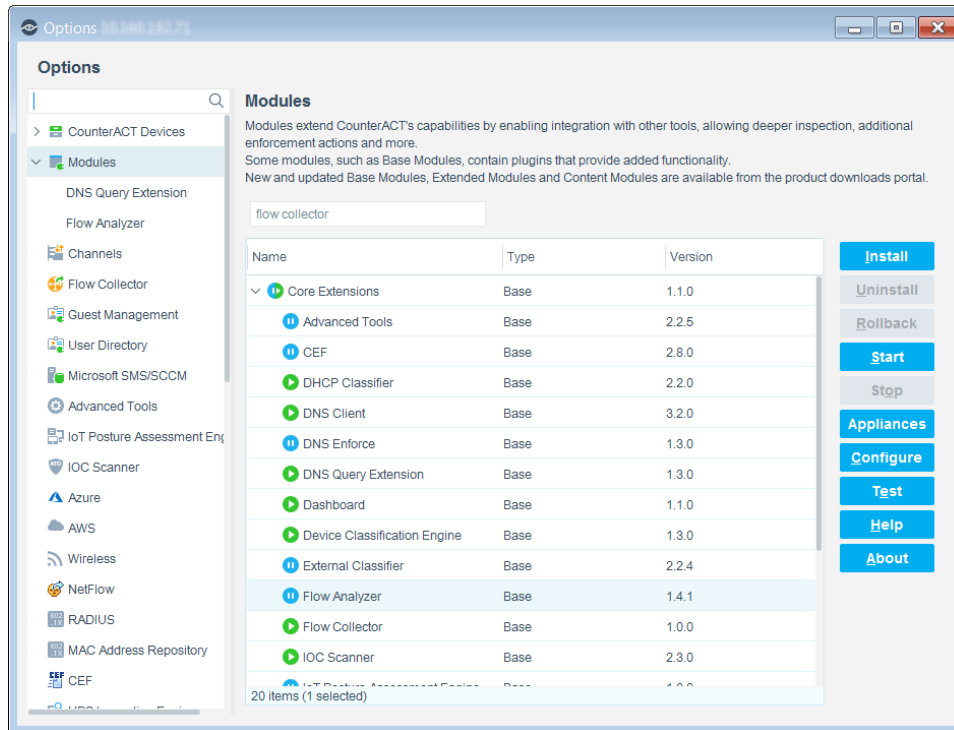 Options
Options
CounterACT Devices
Modules
DNS Query Extension
Flow Analyzer
Channels
Flow Collector
Guest Management
User Directory
Microsoft SMS/SCCM
Advanced Tools
IoT Posture Assessment Eng
IOC Scanner
Azure
AWS
Wireless
NetFlow
RADIUS
MAC Address Repository
CEF
Modules
Modules extend CounterACT's capabilities by enabling integration with other tools, allowing deeper inspection, additional
enforcement actions and more.
Some modules, such as Base Modules, contain plugins that provide added functionality.
New and updated Base Modules, Extended Modules and Content Modules are available from the product downloads portal.
flow collector
Name Type Version
Core Extensions Base 1.1.0
Advanced Tools Base 2.2.5
CEF Base 2.8.0
DHCP Classifier Base 2.2.0
DNS Client Base 3.2.0
DNS Enforce Base 1.3.0
DNS Query Extension Base 1.3.0
Dashboard Base 1.1.0
Device Classification Engine Base 1.3.0
External Classifier Base 2.2.4
Flow Analyzer Base 1.4.1
Flow Collector Base 1.0.0
IOC Scanner Base 2.3.0
IoT Posture Assessment Engine Base
20 items (1 selected)
Install
Uninstall
Rollback
Start
Stop
Appliances
Configure
Test
Help
About